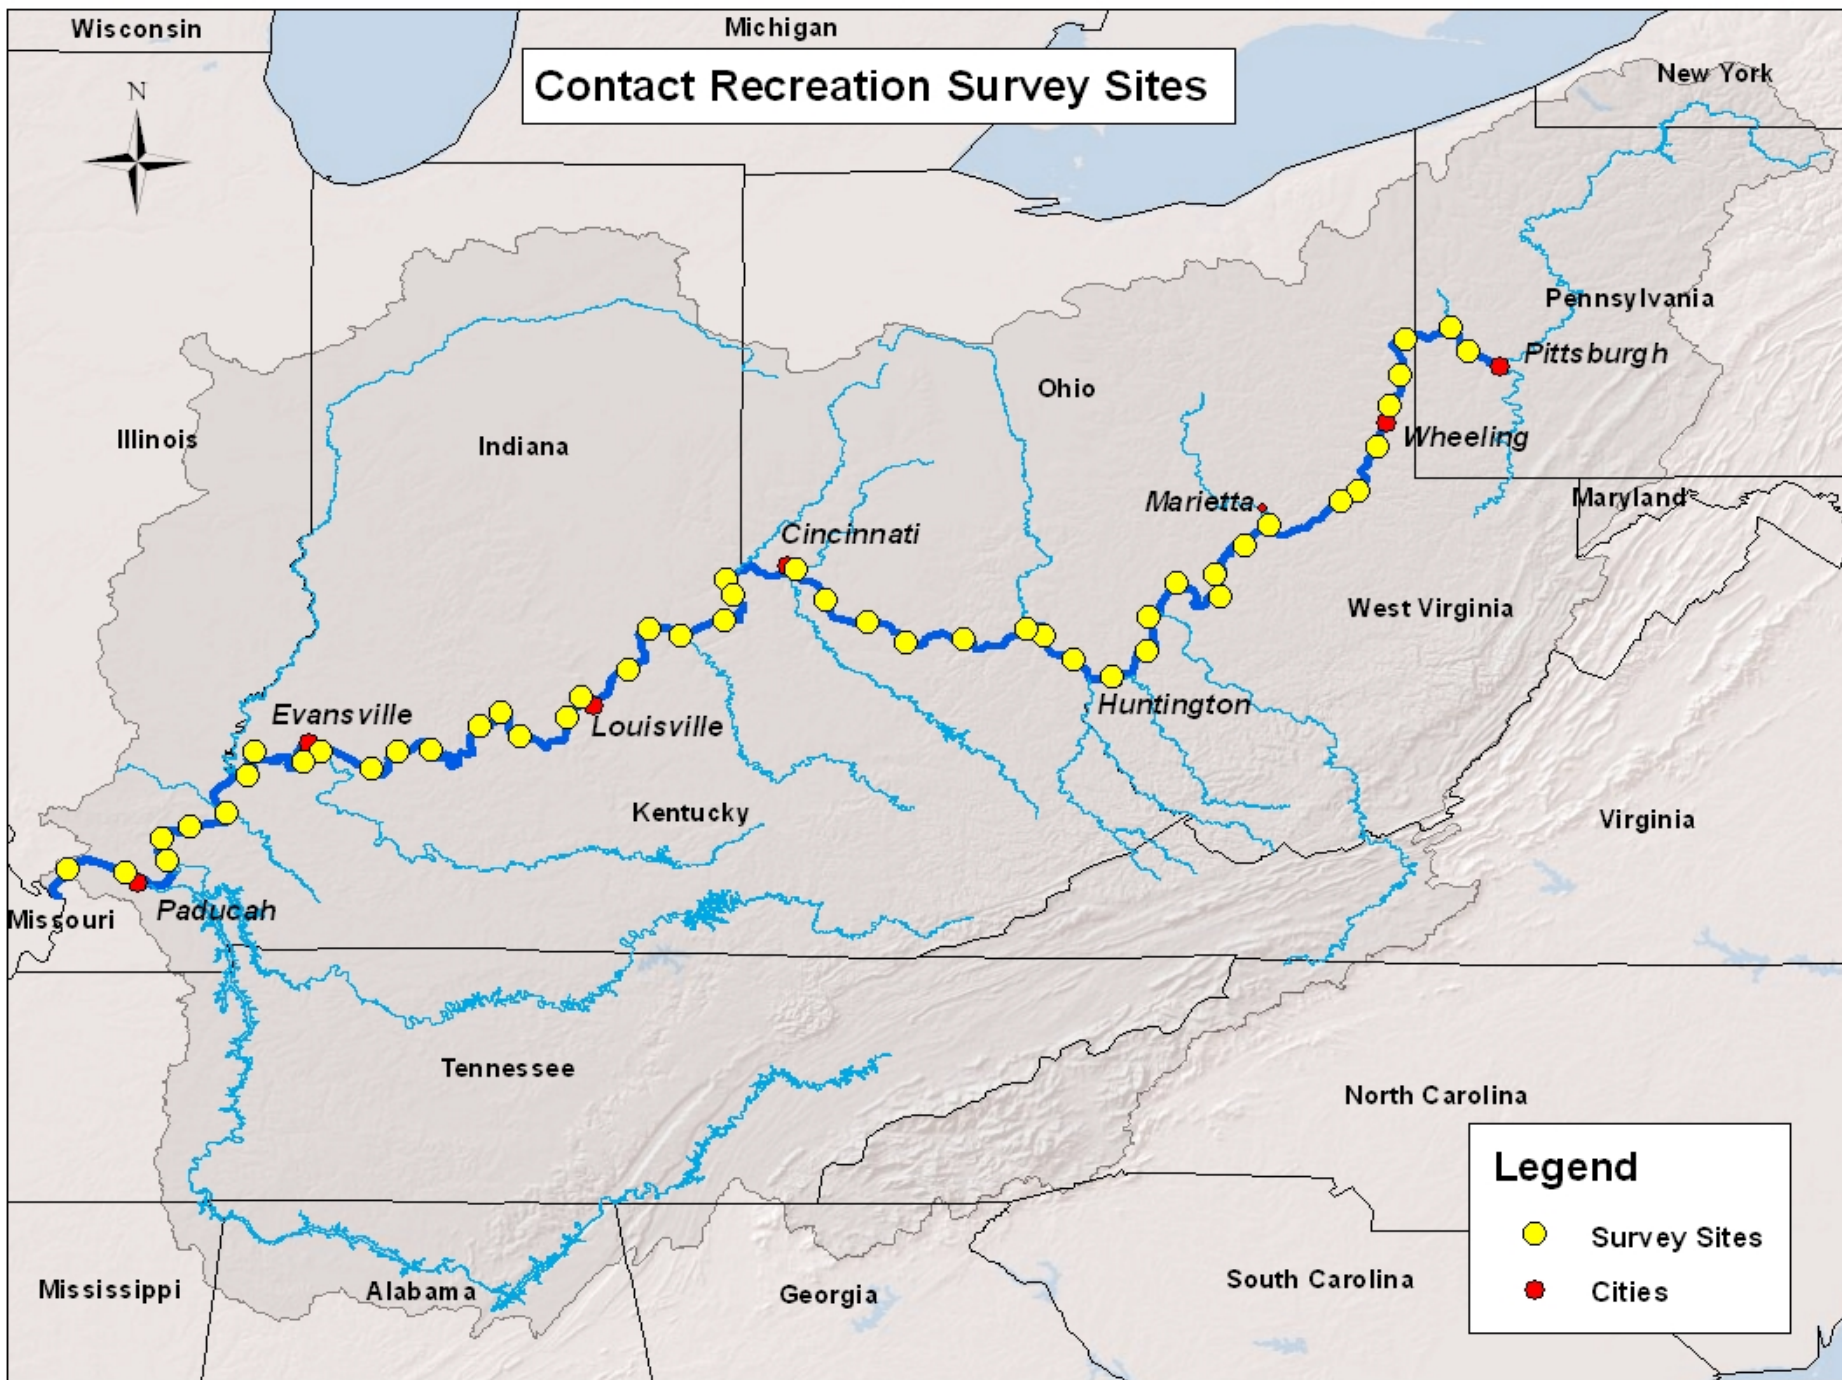 Wisconsin
Michigan
Contact Recreation Survey Sites
New York
N
Pennsylvania
Pittsburgh
Ohio
Illinois
Indiana
Wheeling
Marietta
Maryland
Cincinnati
West Virginia
Huntington
Evansville
Louisville
Kentucky
Virginia
Paducah
Missouri
Tennessee
North Carolina
Legend
Survey Sites
Cities
Mississippi
Alabama
Georgia
South Carolina